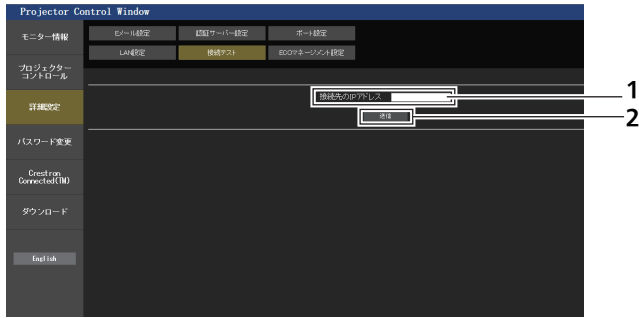 Projector Control Window
モニター情報
プロジェクター
コントロール
詳細設定
パスワード変更
Crestron
Connected(TM)
ダウンロード
English
Eメール設定
認証サーバー設定
ポート設定
LAN設定
接続テスト
ECOマネージメント設定
接続先のIPアドレス
送信
1
2